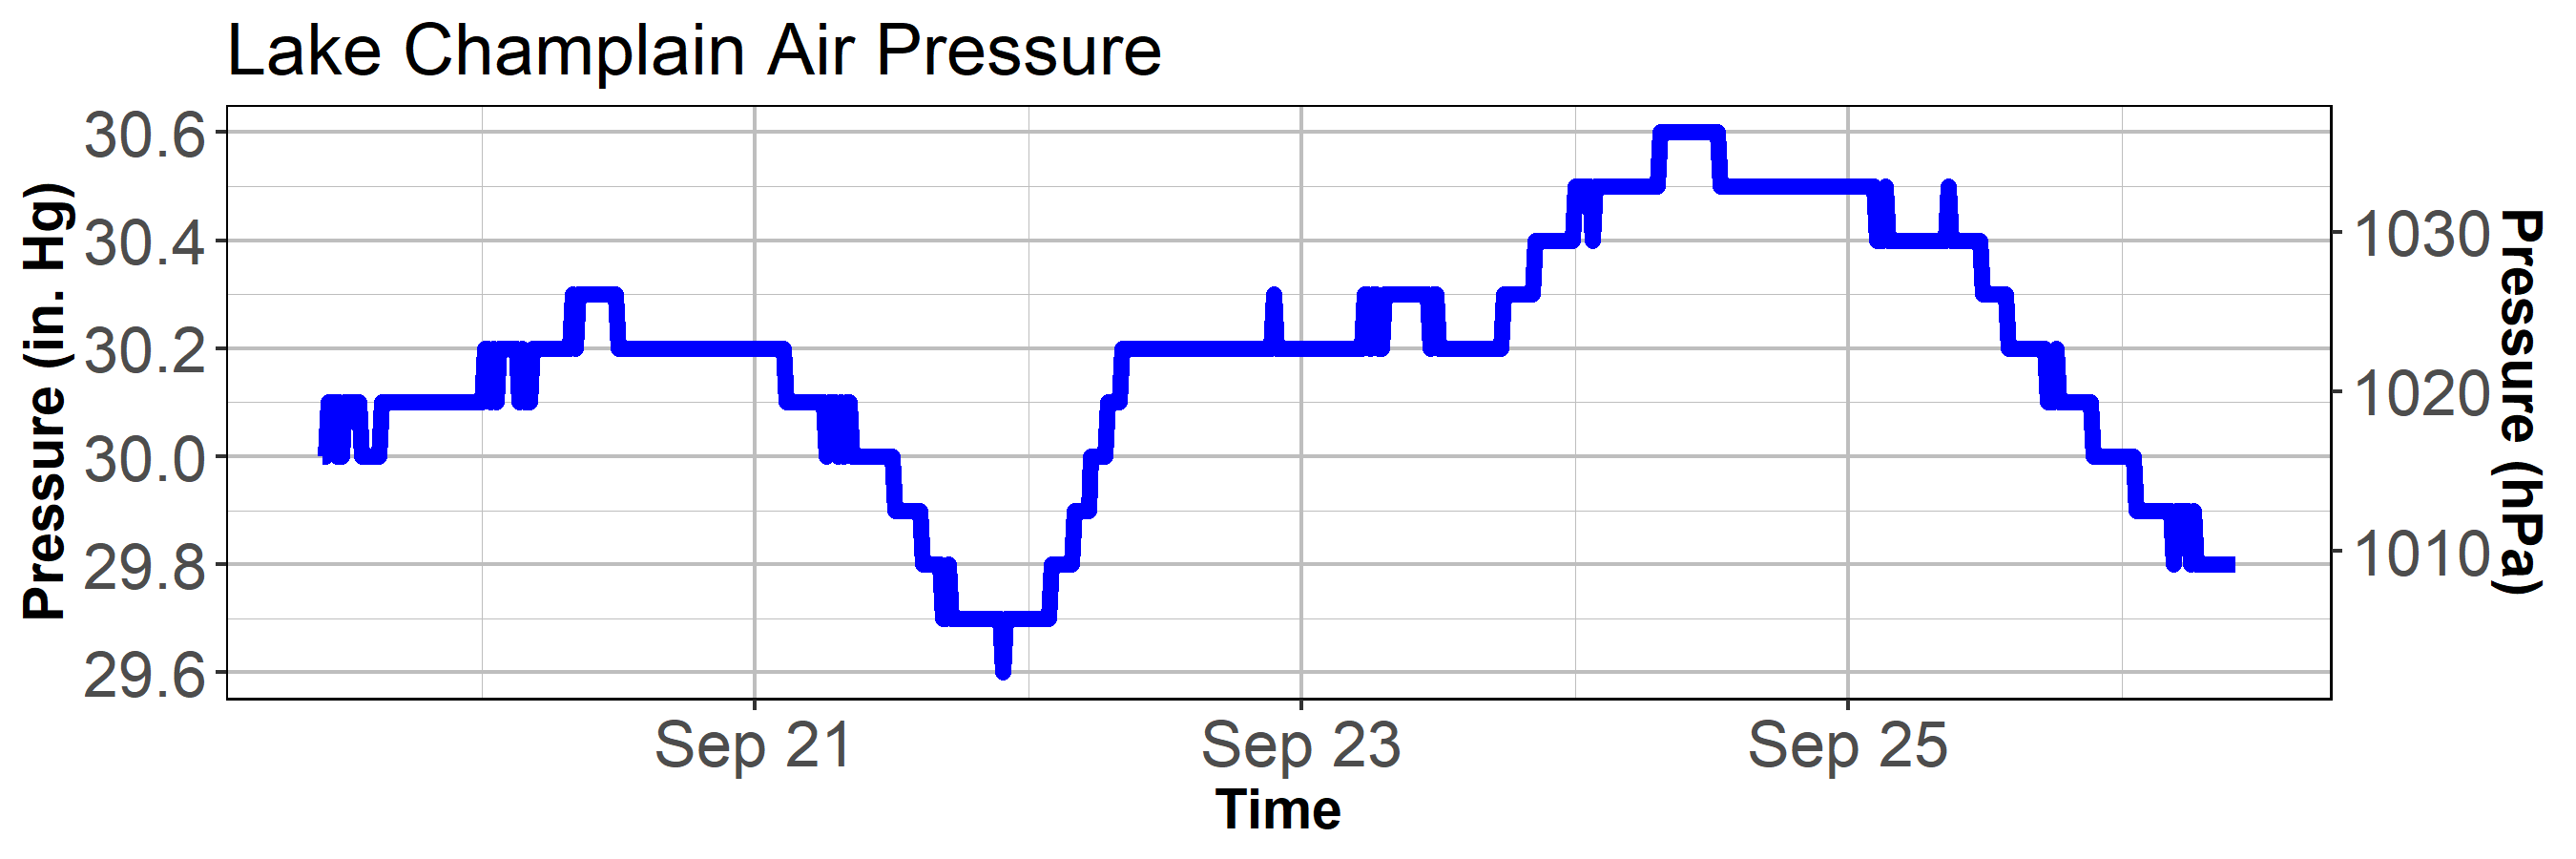 Lake Champlain Air Pressure
Pressure (in. Hg)
30.6
30.4
30.2
30.0
29.8
29.6
1030
1020
1010
Pressure (hPa)
Sep 21
Sep 23
Sep 25
Time